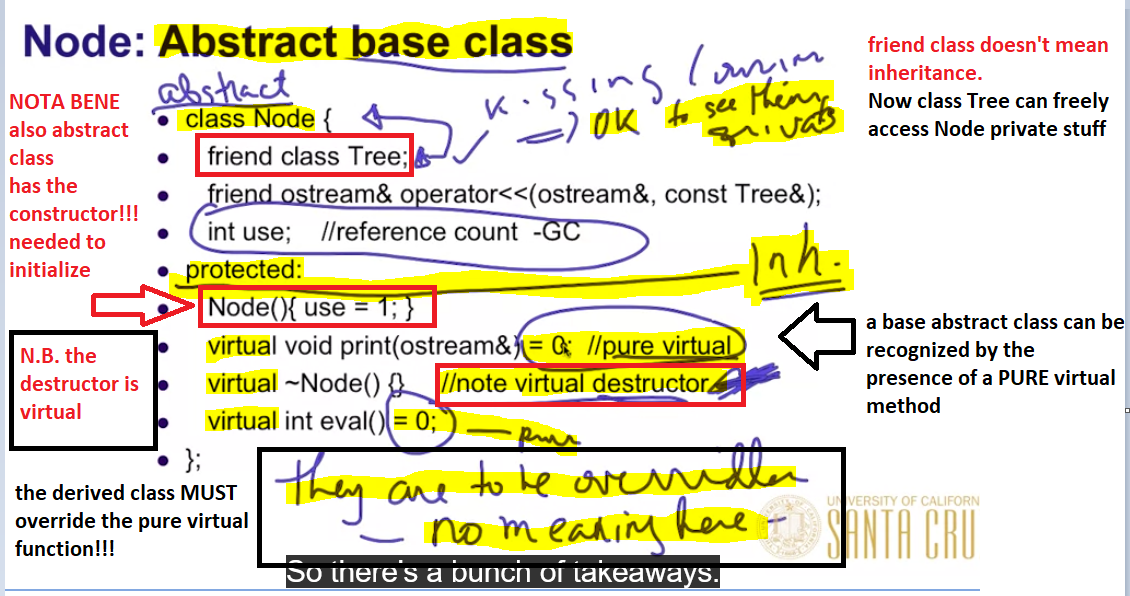 Node: Abstract base class
abstract
kissing cousin
=> OK to see things privats
friend class doesn't mean
inheritance.
Now class Tree can freely
access Node private stuff
NOTA BENE
also abstract
class
has the
constructor!!!
needed to
initialize
• class Node {
• friend class Tree;
• friend ostream& operator<<(ostream&, const Tree&);
• int use; //reference count -GC
• protected:
Inh.
• Node(){ use = 1; }
• virtual void print(ostream&) = 0; //pure virtual
• virtual ~Node() {} //note virtual destructor.
• virtual int eval() = 0;
— pure
• };
N.B. the
destructor is
virtual
a base abstract class can be
recognized by the
presence of a PURE virtual
method
the derived class MUST
override the pure virtual
function!!!
they are to be overridden
— no meaning here -
UNIVERSITY OF CALIFORN
SANTA CRU
So there's a bunch of takeaways.